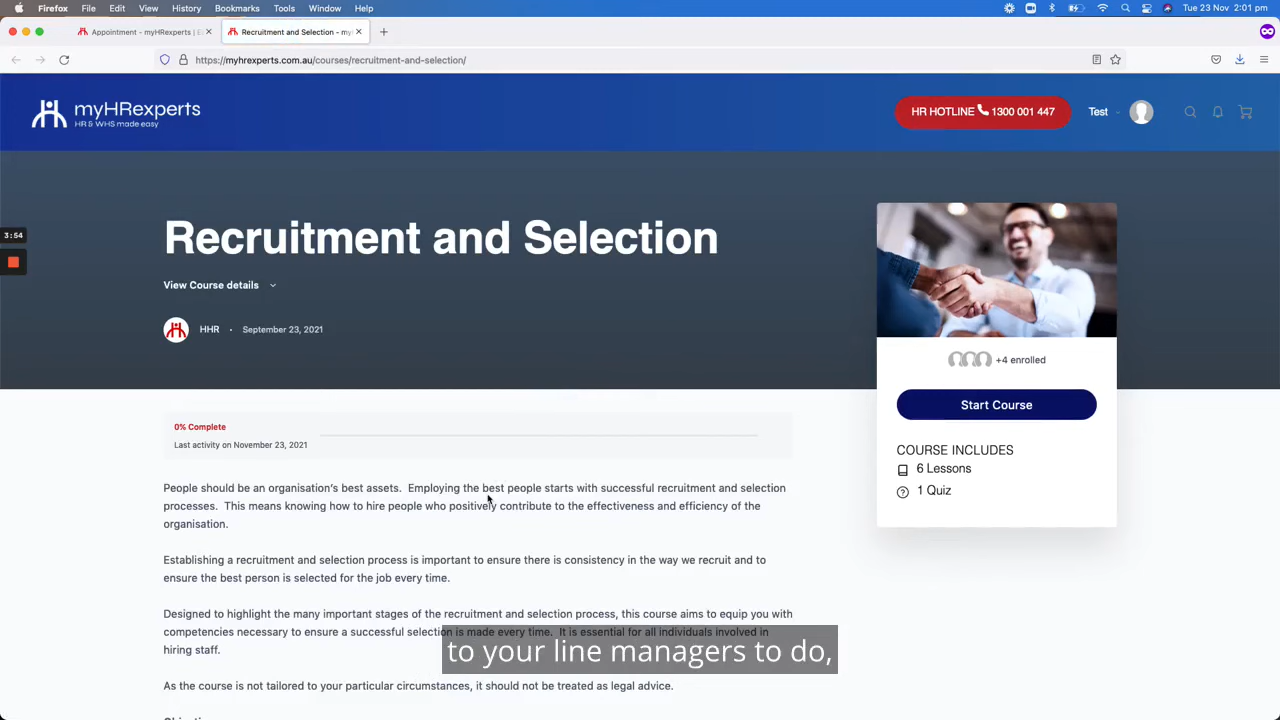 Firefox File Edit View History Bookmarks Tools Window Help Tue 23 Nov 2:01 pm
Appointment - myHRexperts | E
Recruitment and Selection - my
https://myhrexperts.com.au/courses/recruitment-and-selection/
myHRexperts
HR & WHS made easy
HR HOTLINE 1300 001 447
Test
3:54
Recruitment and Selection
View Course details
HHR · September 23, 2021
+4 enrolled
Start Course
COURSE INCLUDES
6 Lessons
1 Quiz
0% Complete
Last activity on November 23, 2021
People should be an organisation's best assets. Employing the best people starts with successful recruitment and selection
processes. This means knowing how to hire people who positively contribute to the effectiveness and efficiency of the
organisation.
Establishing a recruitment and selection process is important to ensure there is consistency in the way we recruit and to
ensure the best person is selected for the job every time.
Designed to highlight the many important stages of the recruitment and selection process, this course aims to equip you with
competencies necessary to ensure a successful selection is made every time. It is essential for all individuals involved in
hiring staff.
to your line managers to do,
As the course is not tailored to your particular circumstances, it should not be treated as legal advice.